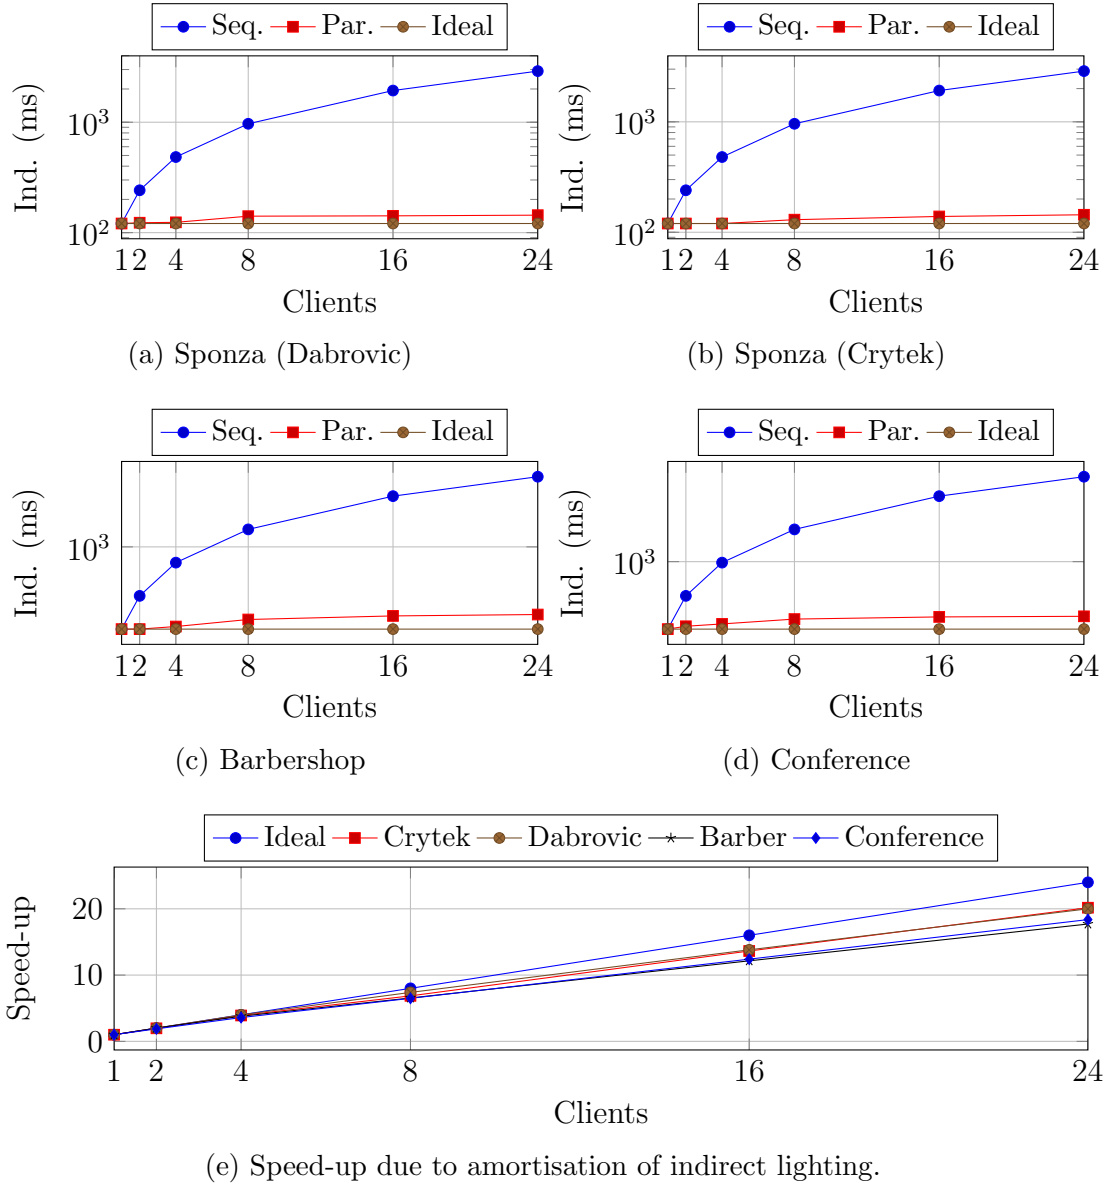 Seq. Par. Ideal
Ind. (ms)
10^3
10^2
1 2 4 8 16 24
Clients
(a) Sponza (Dabrovic)
Seq. Par. Ideal
Ind. (ms)
10^3
10^2
1 2 4 8 16 24
Clients
(b) Sponza (Crytek)
Seq. Par. Ideal
Ind. (ms)
10^3
1 2 4 8 16 24
Clients
(c) Barbershop
Seq. Par. Ideal
Ind. (ms)
10^3
1 2 4 8 16 24
Clients
(d) Conference
Ideal Crytek Dabrovic Barber Conference
Speed-up
20
10
0
1 2 4 8 16 24
Clients
(e) Speed-up due to amortisation of indirect lighting.